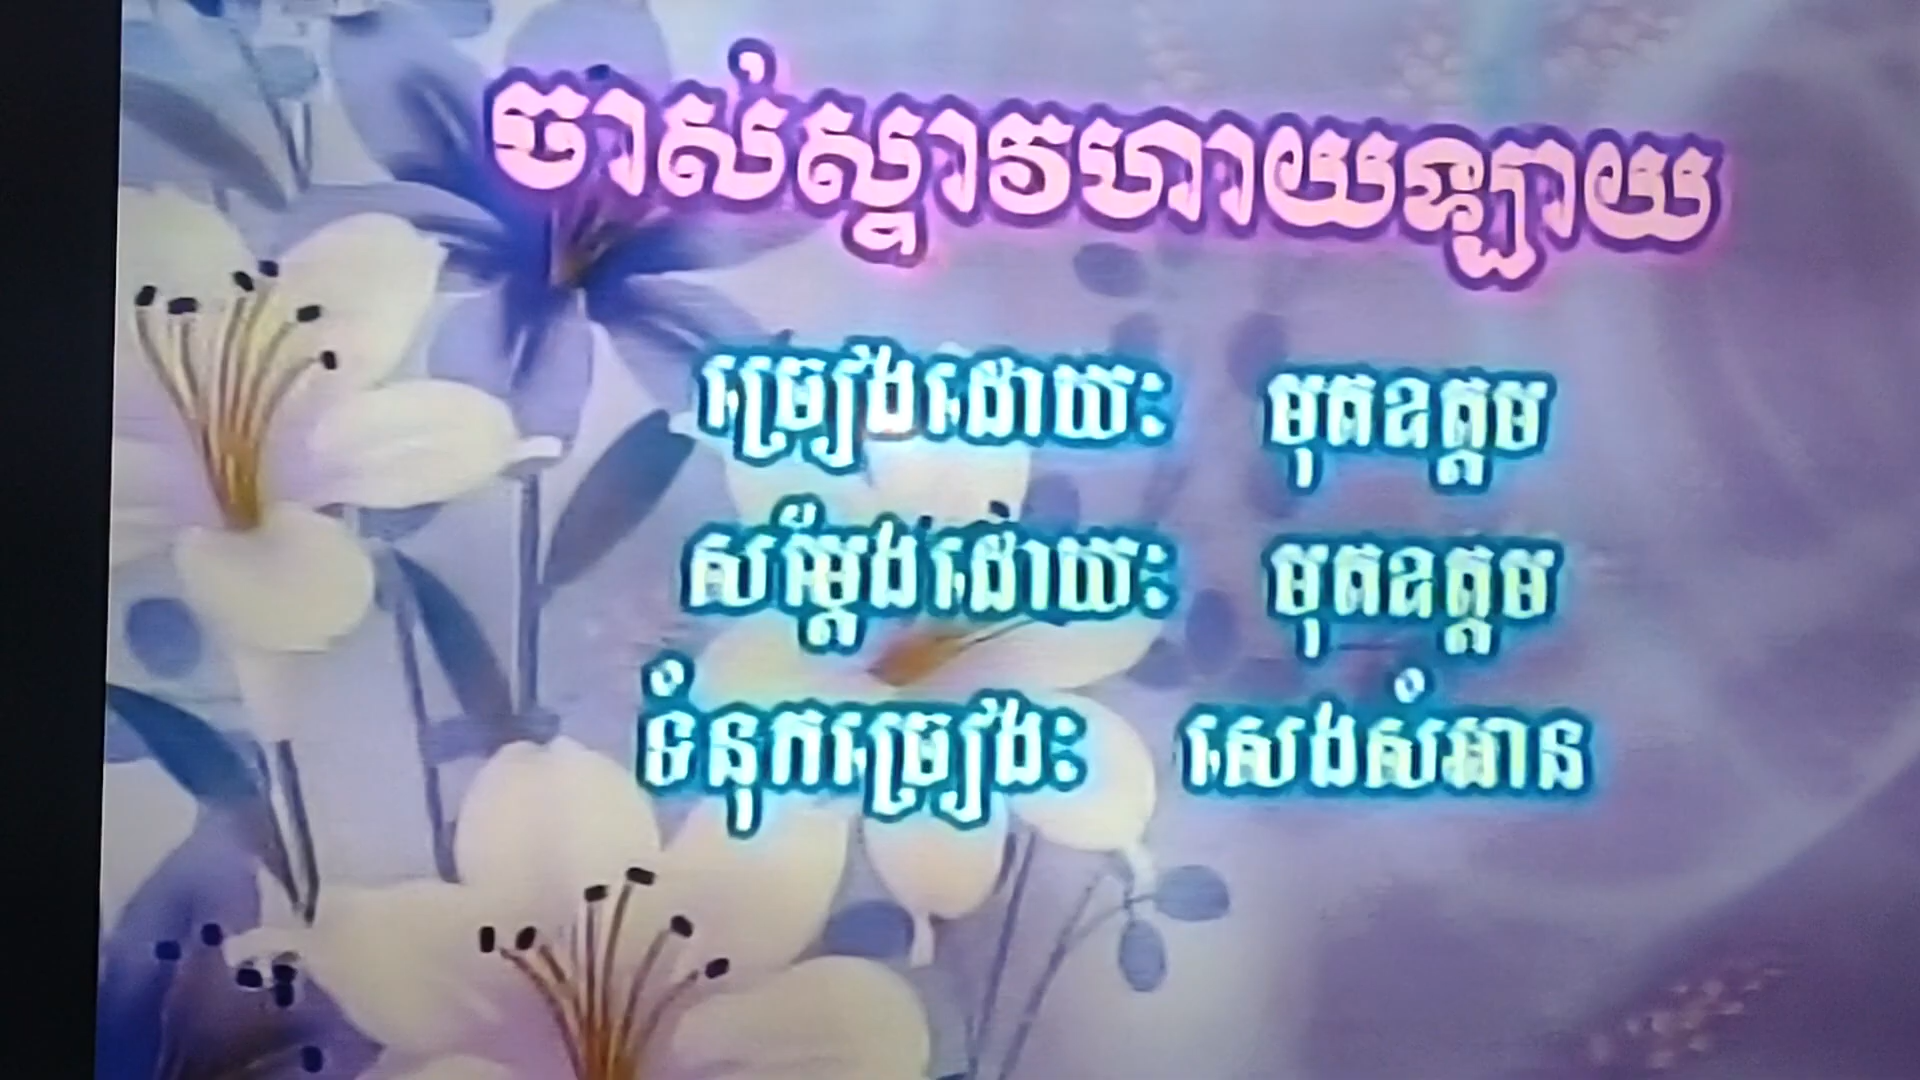 ចាស់ស្នាវហាយឡាយ
ច្រៀងដោយៈ មុតឧត្តម
សម្ដែងដោយៈ មុតឧត្តម
ទំនុកច្រៀងៈ សេងសំអាន